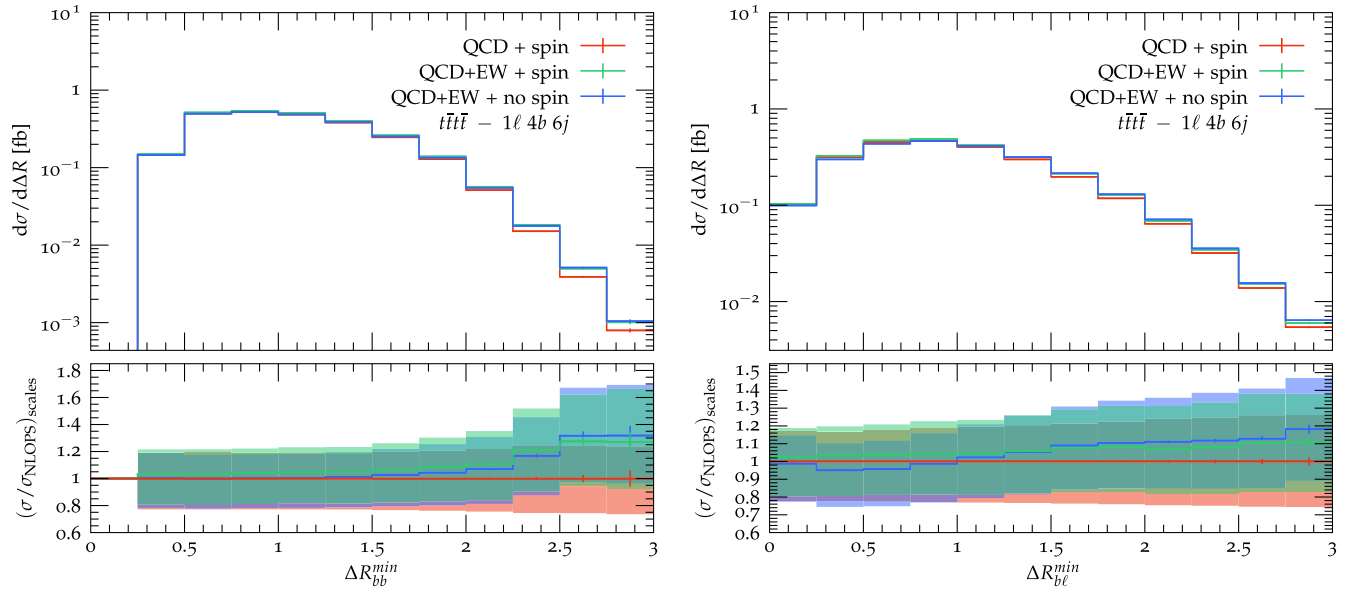 [fb]
dσ/dΔR [fb]
10
1
10⁻¹
10⁻²
10⁻³
QCD + spin
QCD+EW + spin
QCD+EW + no spin
tt̄tt̄ − 1ℓ 4b 6j
(σ/σNLOPS)scales
1.8
1.6
1.4
1.2
1
0.8
0.6
0 0.5 1 1.5 2 2.5 3
ΔR_{bb}^{min}
dσ/dΔR [fb]
10
1
10⁻¹
10⁻²
QCD + spin
QCD+EW + spin
QCD+EW + no spin
tt̄tt̄ − 1ℓ 4b 6j
(σ/σNLOPS)scales
1.5
1.4
1.3
1.2
1.1
1
0.9
0.8
0.7
0.6
0 0.5 1 1.5 2 2.5 3
ΔR_{bℓ}^{min}